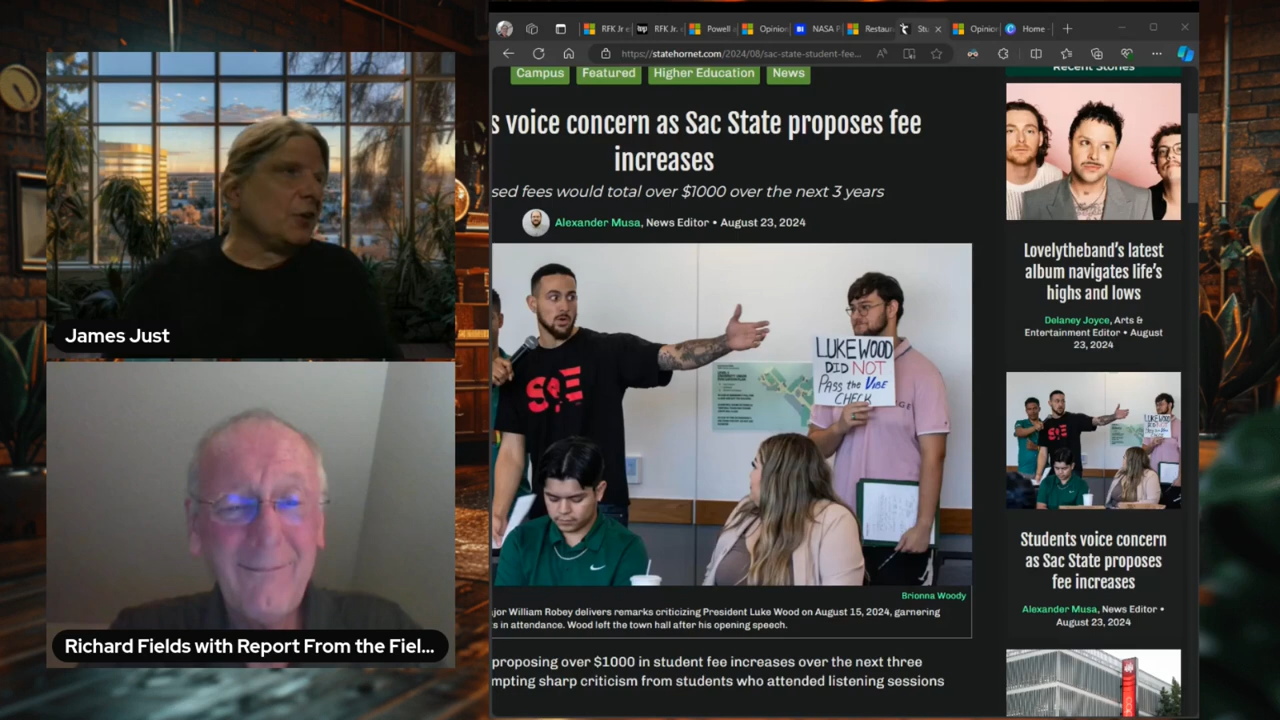 James Just
Richard Fields with Report From the Fiel...
RFK Jr e
RFK Jr.
Powell
Opinio
NASA P
Restau
Stu
Opinior
Home
https://statehornet.com/2024/08/sac-state-student-fee...
Campus
Featured
Higher Education
News
s voice concern as Sac State proposes fee
increases
sed fees would total over $1000 over the next 3 years
Alexander Musa, News Editor • August 23, 2024
SAE
LUKE WOOD
DID NOT
PASS the VIBE
CHECK
Brionna Woody
jor William Robey delivers remarks criticizing President Luke Wood on August 15, 2024, garnering
s in attendance. Wood left the town hall after his opening speech.
proposing over $1000 in student fee increases over the next three
mpting sharp criticism from students who attended listening sessions
Recent Stories
Lovelytheband's latest
album navigates life's
highs and lows
Delaney Joyce, Arts &
Entertainment Editor • August
23, 2024
Students voice concern
as Sac State proposes
fee increases
Alexander Musa, News Editor •
August 23, 2024